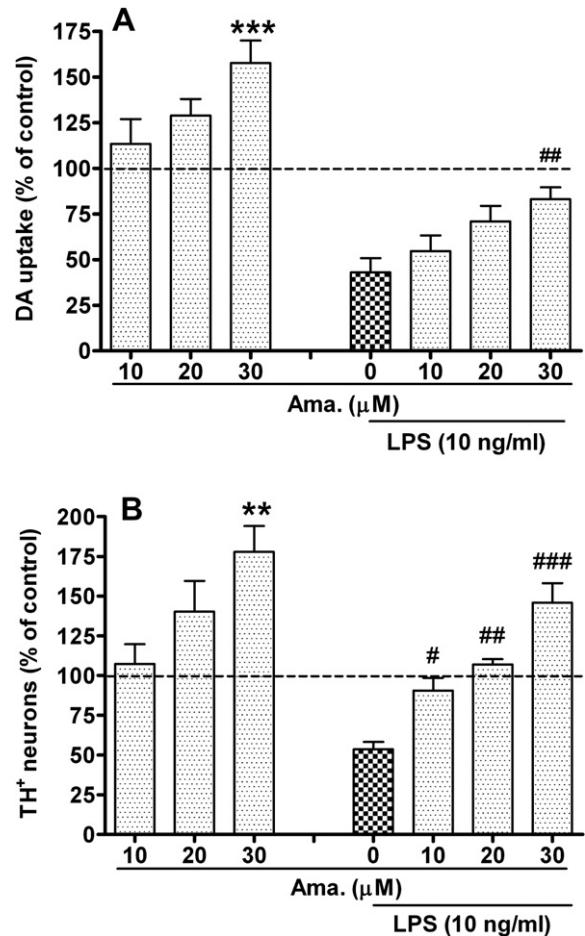 A
DA uptake (% of control)
175
150
125
100
75
50
25
0
***
##
10 20 30 0 10 20 30
Ama. (μM)
LPS (10 ng/ml)
B
TH⁺ neurons (% of control)
200
175
150
125
100
75
50
25
0
**
#
##
###
10 20 30 0 10 20 30
Ama. (μM)
LPS (10 ng/ml)